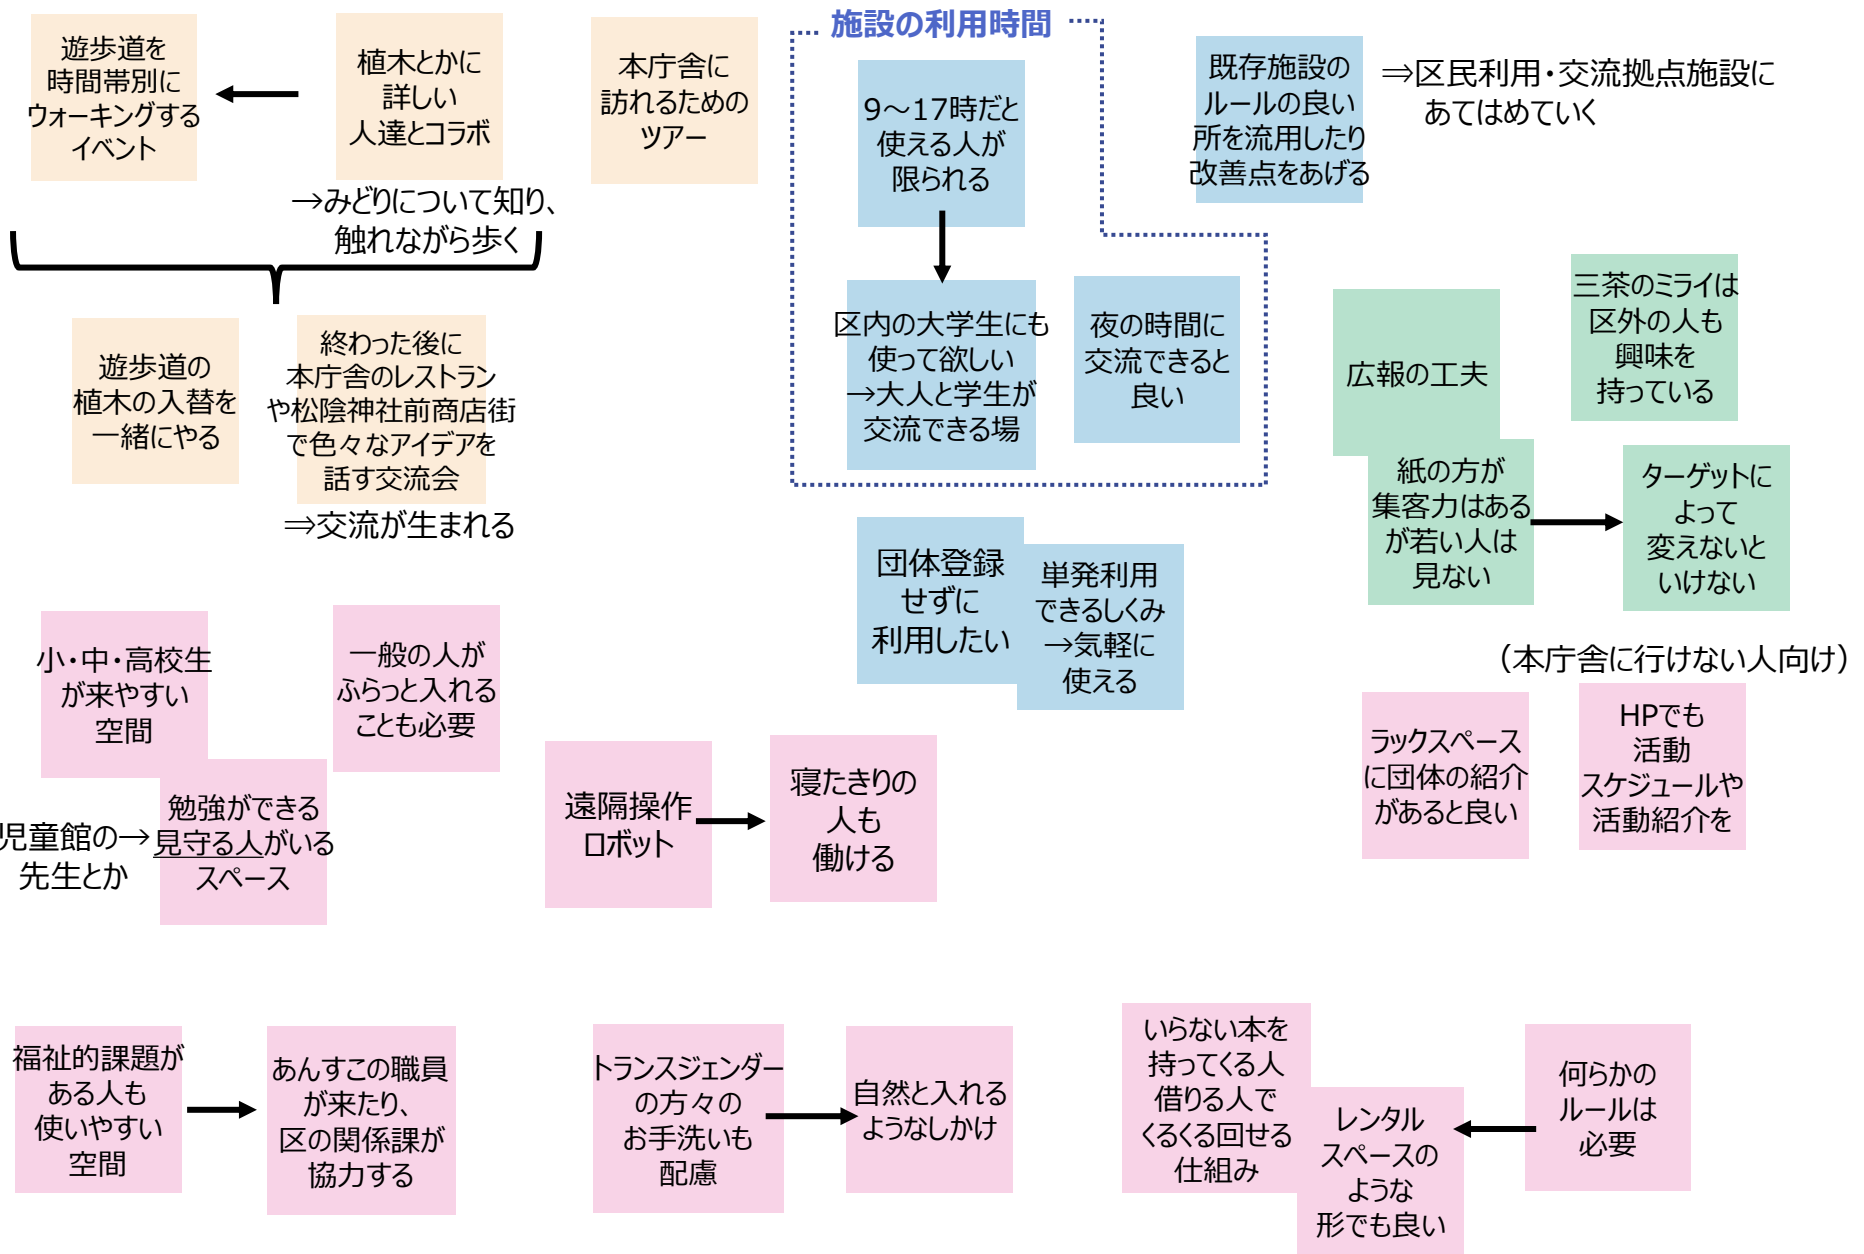 遊歩道を
時間帯別に
ウォーキングする
イベント
植木とかに
詳しい
人達とコラボ
→みどりについて知り、
触れながら歩く
本庁舎に
訪れるための
ツアー
遊歩道の
植木の入替を
一緒にやる
終わった後に
本庁舎のレストラン
や松陰神社前商店街
で色々なアイデアを
話す交流会
⇒交流が生まれる
施設の利用時間
9～17時だと
使える人が
限られる
区内の大学生にも
使って欲しい
→大人と学生が
交流できる場
夜の時間に
交流できると
良い
既存施設の
ルールの良い
所を流用したり
改善点をあげる
⇒区民利用・交流拠点施設に
あてはめていく
団体登録
せずに
利用したい
単発利用
できるしくみ
→気軽に
使える
広報の工夫
三茶のミライは
区外の人も
興味を
持っている
紙の方が
集客力はある
が若い人は
見ない
ターゲットに
よって
変えないと
いけない
小・中・高校生
が来やすい
空間
一般の人が
ふらっと入れる
ことも必要
勉強ができる
見守る人がいる
スペース
児童館の→
先生とか
遠隔操作
ロボット
寝たきりの
人も
働ける
（本庁舎に行けない人向け）
ラックスペース
に団体の紹介
があると良い
HPでも
活動
スケジュールや
活動紹介を
福祉的課題が
ある人も
使いやすい
空間
あんすこの職員
が来たり、
区の関係課が
協力する
トランスジェンダー
の方々の
お手洗いも
配慮
自然と入れる
ようなしかけ
いらない本を
持ってくる人
借りる人で
くるくる回せる
仕組み
レンタル
スペースの
ような
形でも良い
何らかの
ルールは
必要